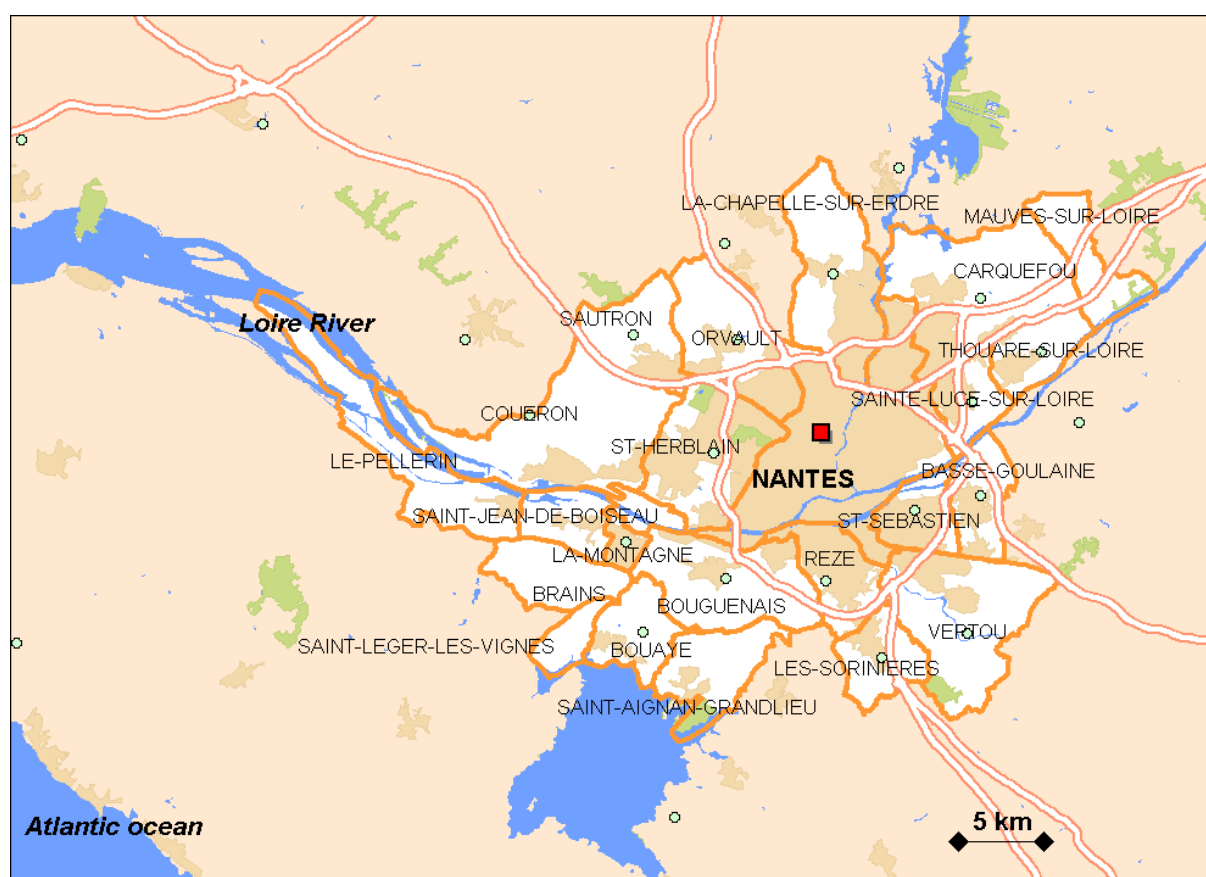 LA-CHAPELLE-SUR-ERDRE
MAUVES-SUR-LOIRE
CARQUEFOU
Loire River
SAUTRON
ORVAULT
THOUARE-SUR-LOIRE
SAINTE-LUCE-SUR-LOIRE
COUERON
ST-HERBLAIN
LE-PELLERIN
NANTES
BASSE-GOULAINE
SAINT-JEAN-DE-BOISEAU
ST-SEBASTIEN
LA-MONTAGNE
REZE
BRAINS
BOUGUENAIS
VERTOU
SAINT-LEGER-LES-VIGNES
BOUAYE
LES-SORINIERES
SAINT-AIGNAN-GRANDLIEU
Atlantic ocean
5 km